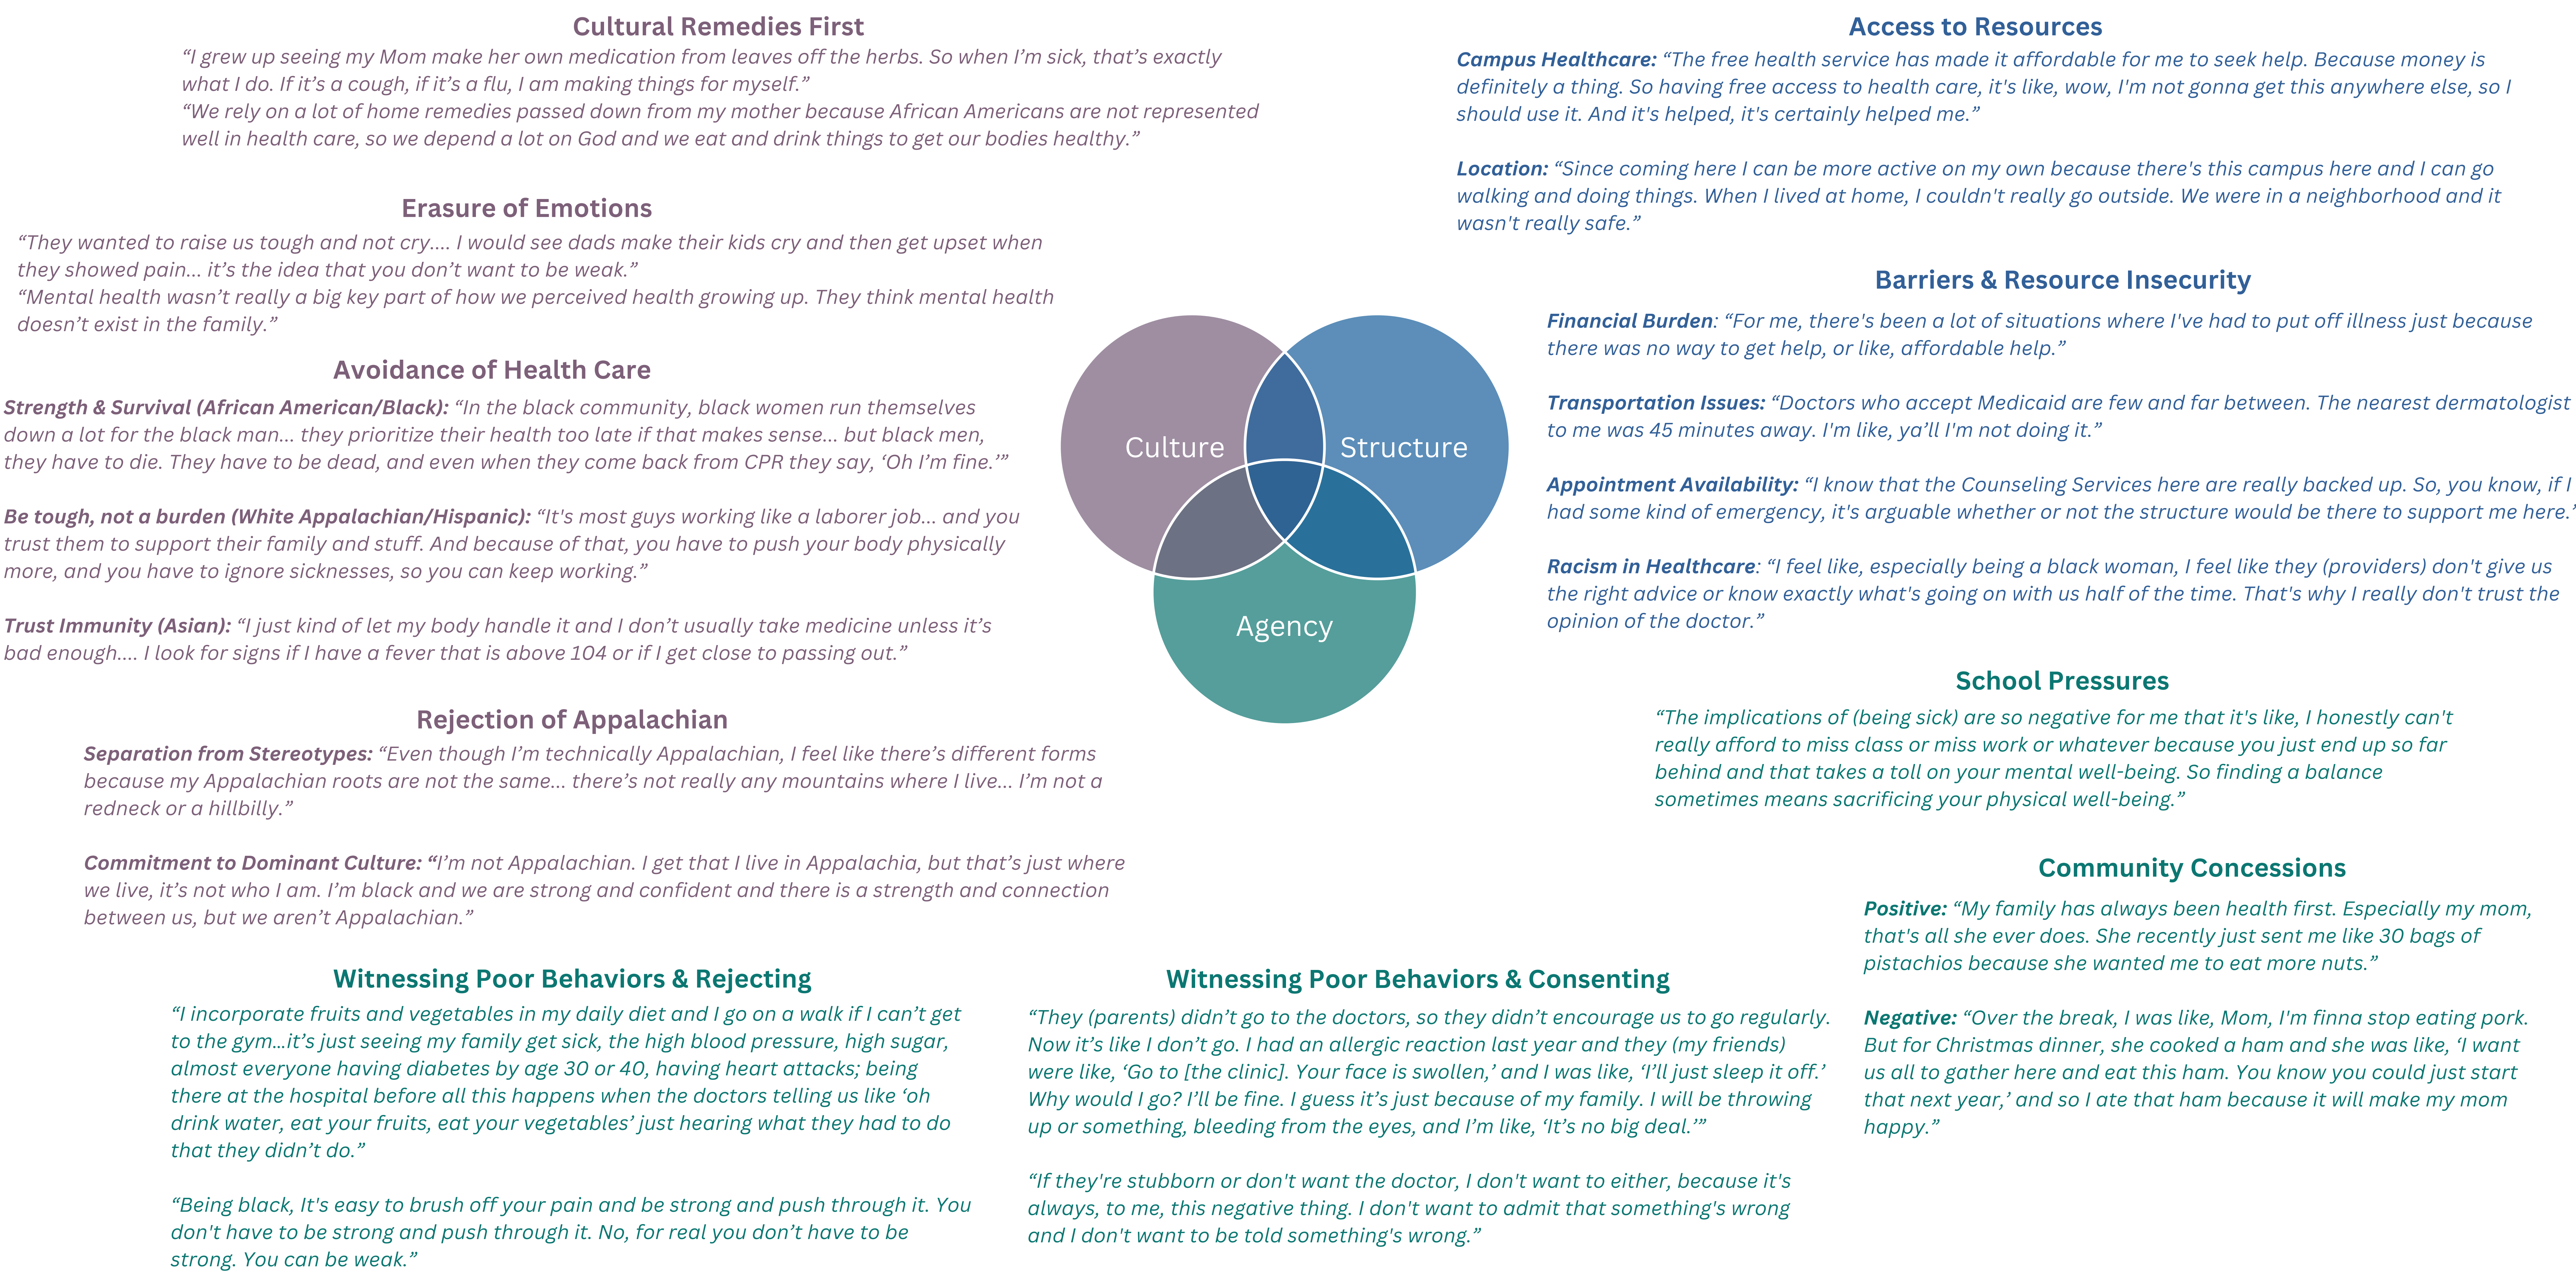 Cultural Remedies First
“I grew up seeing my Mom make her own medication from leaves off the herbs. So when I’m sick, that’s exactly
what I do. If it’s a cough, if it’s a flu, I am making things for myself.”
“We rely on a lot of home remedies passed down from my mother because African Americans are not represented
well in health care, so we depend a lot on God and we eat and drink things to get our bodies healthy.”
Erasure of Emotions
“They wanted to raise us tough and not cry.... I would see dads make their kids cry and then get upset when
they showed pain... it’s the idea that you don’t want to be weak.”
“Mental health wasn’t really a big key part of how we perceived health growing up. They think mental health
doesn’t exist in the family.”
Avoidance of Health Care
Strength & Survival (African American/Black): “In the black community, black women run themselves
down a lot for the black man... they prioritize their health too late if that makes sense... but black men,
they have to die. They have to be dead, and even when they come back from CPR they say, ‘Oh I’m fine.’”
Be tough, not a burden (White Appalachian/Hispanic): “It's most guys working like a laborer job... and you
trust them to support their family and stuff. And because of that, you have to push your body physically
more, and you have to ignore sicknesses, so you can keep working.”
Trust Immunity (Asian): “I just kind of let my body handle it and I don’t usually take medicine unless it’s
bad enough.... I look for signs if I have a fever that is above 104 or if I get close to passing out.”
Rejection of Appalachian
Separation from Stereotypes: “Even though I’m technically Appalachian, I feel like there’s different forms
because my Appalachian roots are not the same... there’s not really any mountains where I live... I’m not a
redneck or a hillbilly.”
Commitment to Dominant Culture: “I’m not Appalachian. I get that I live in Appalachia, but that’s just where
we live, it’s not who I am. I’m black and we are strong and confident and there is a strength and connection
between us, but we aren’t Appalachian.”
Culture
Structure
Agency
Access to Resources
Campus Healthcare: “The free health service has made it affordable for me to seek help. Because money is
definitely a thing. So having free access to health care, it's like, wow, I'm not gonna get this anywhere else, so I
should use it. And it's helped, it's certainly helped me.”
Location: “Since coming here I can be more active on my own because there's this campus here and I can go
walking and doing things. When I lived at home, I couldn't really go outside. We were in a neighborhood and it
wasn't really safe.”
Barriers & Resource Insecurity
Financial Burden: “For me, there's been a lot of situations where I've had to put off illness just because
there was no way to get help, or like, affordable help.”
Transportation Issues: “Doctors who accept Medicaid are few and far between. The nearest dermatologist
to me was 45 minutes away. I'm like, ya’ll I'm not doing it.”
Appointment Availability: “I know that the Counseling Services here are really backed up. So, you know, if I
had some kind of emergency, it's arguable whether or not the structure would be there to support me here.”
Racism in Healthcare: “I feel like, especially being a black woman, I feel like they (providers) don't give us
the right advice or know exactly what's going on with us half of the time. That's why I really don't trust the
opinion of the doctor.”
School Pressures
“The implications of (being sick) are so negative for me that it's like, I honestly can't
really afford to miss class or miss work or whatever because you just end up so far
behind and that takes a toll on your mental well-being. So finding a balance
sometimes means sacrificing your physical well-being.”
Community Concessions
Positive: “My family has always been health first. Especially my mom,
that's all she ever does. She recently just sent me like 30 bags of
pistachios because she wanted me to eat more nuts.”
Negative: “Over the break, I was like, Mom, I'm finna stop eating pork.
But for Christmas dinner, she cooked a ham and she was like, ‘I want
us all to gather here and eat this ham. You know you could just start
that next year,’ and so I ate that ham because it will make my mom
happy.”
Witnessing Poor Behaviors & Rejecting
“I incorporate fruits and vegetables in my daily diet and I go on a walk if I can’t get
to the gym...it’s just seeing my family get sick, the high blood pressure, high sugar,
almost everyone having diabetes by age 30 or 40, having heart attacks; being
there at the hospital before all this happens when the doctors telling us like ‘oh
drink water, eat your fruits, eat your vegetables’ just hearing what they had to do
that they didn’t do.”
“Being black, It's easy to brush off your pain and be strong and push through it. You
don't have to be strong and push through it. No, for real you don’t have to be
strong. You can be weak.”
Witnessing Poor Behaviors & Consenting
“They (parents) didn’t go to the doctors, so they didn’t encourage us to go regularly.
Now it’s like I don’t go. I had an allergic reaction last year and they (my friends)
were like, ‘Go to [the clinic]. Your face is swollen,’ and I was like, ‘I’ll just sleep it off.’
Why would I go? I’ll be fine. I guess it’s just because of my family. I will be throwing
up or something, bleeding from the eyes, and I’m like, ‘It’s no big deal.’”
“If they're stubborn or don't want the doctor, I don't want to either, because it's
always, to me, this negative thing. I don't want to admit that something's wrong
and I don't want to be told something's wrong.”